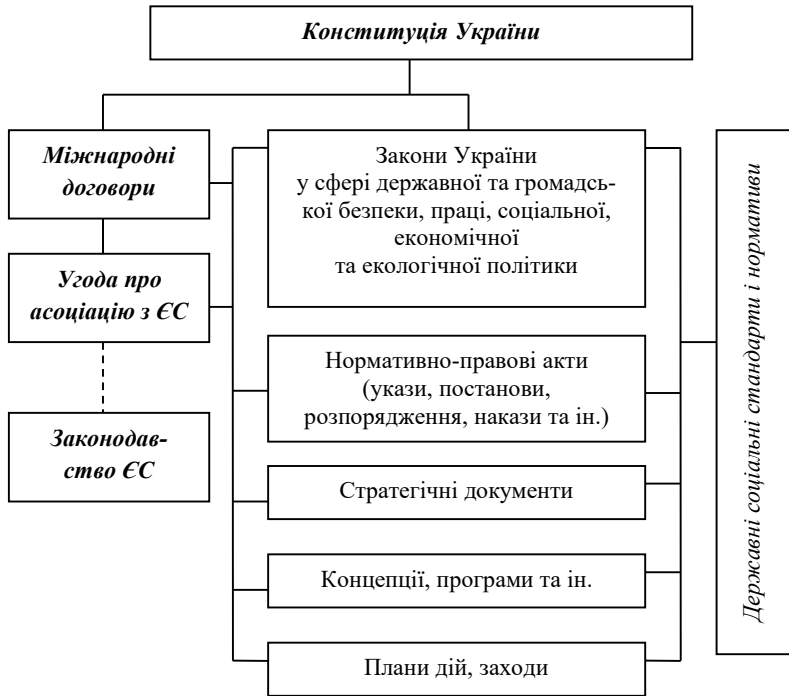 Конституція України
Міжнародні
договори
Угода про
асоціацію з ЄС
Законодав-
ство ЄС
Закони України
у сфері державної та громадсь-
кої безпеки, праці, соціальної,
економічної
та екологічної політики
Нормативно-правові акти
(укази, постанови,
розпорядження, накази та ін.)
Стратегічні документи
Концепції, програми та ін.
Плани дій, заходи
Державні соціальні стандарти і нормативи